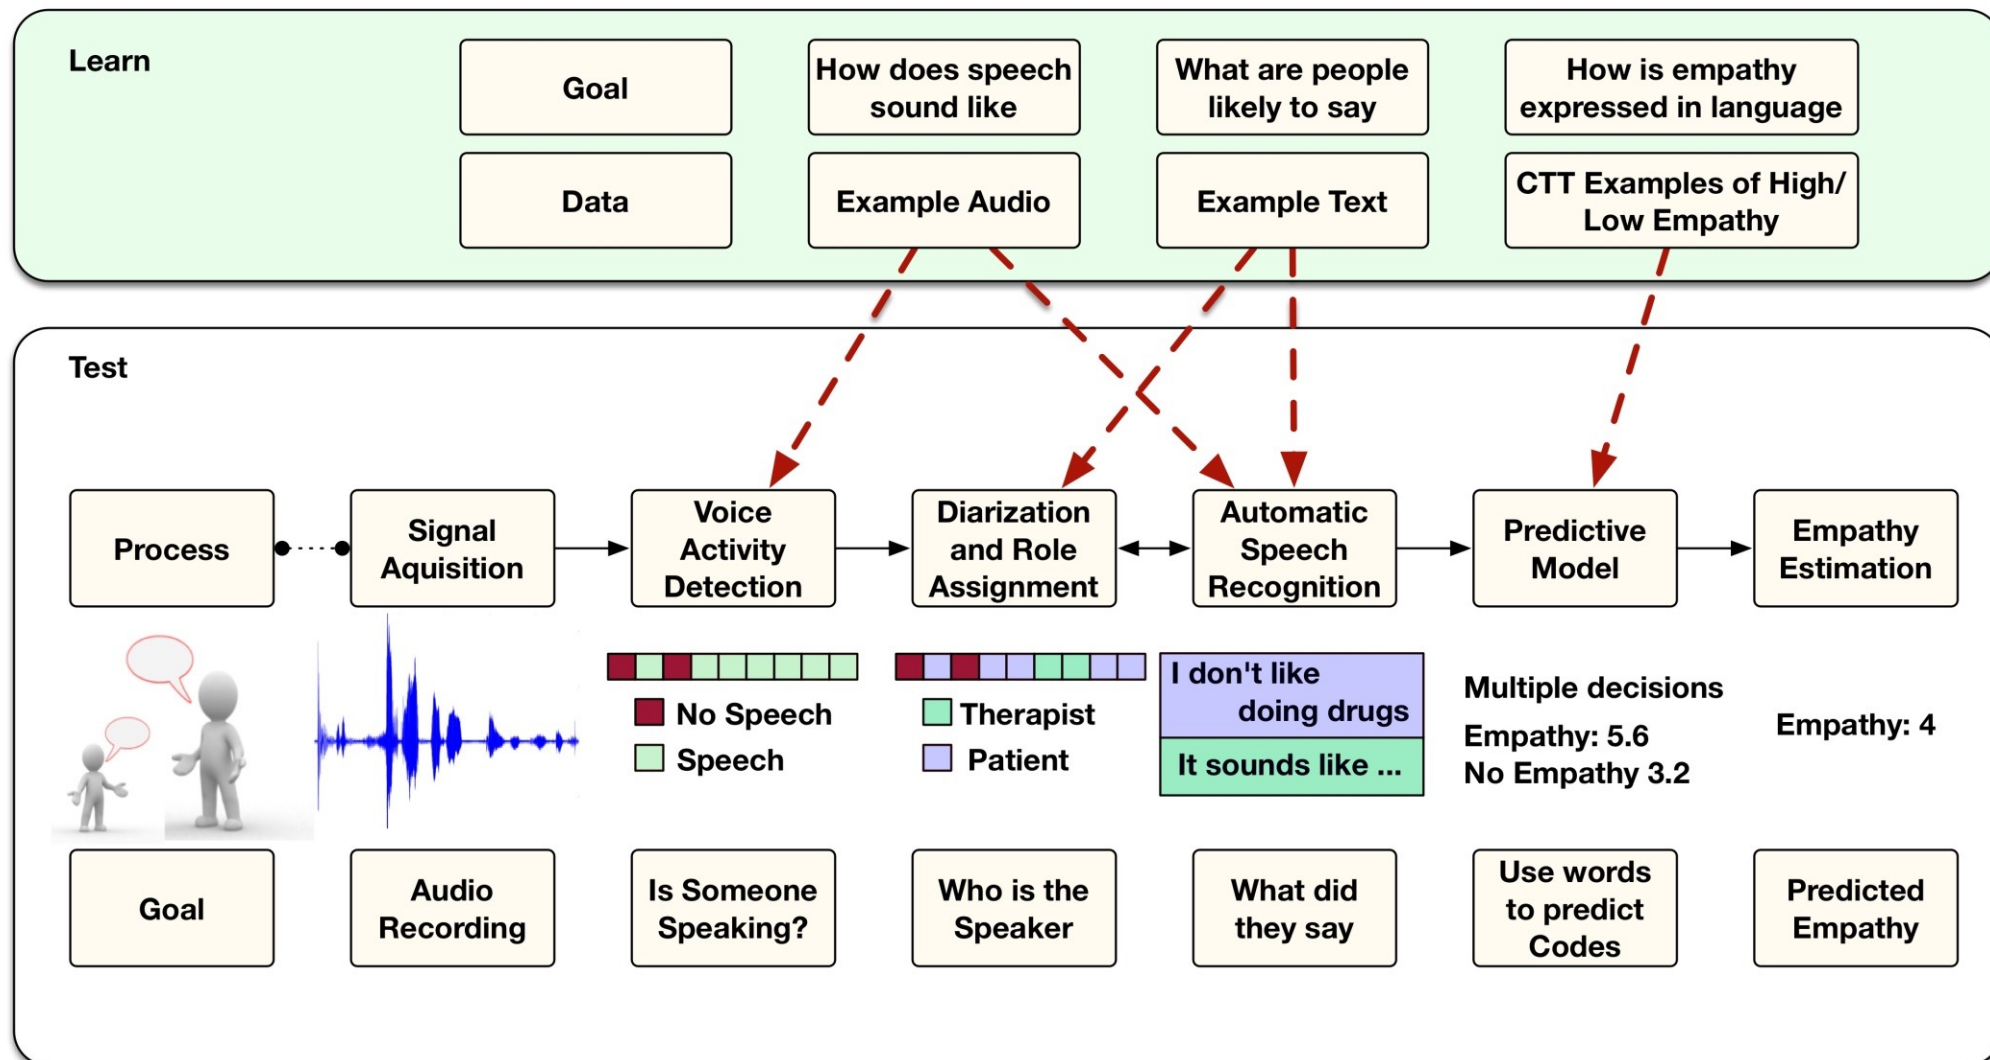 Learn
Goal
How does speech
sound like
What are people
likely to say
How is empathy
expressed in language
Data
Example Audio
Example Text
CTT Examples of High/
Low Empathy
Test
Process
Signal
Aquisition
Voice
Activity
Detection
Diarization
and Role
Assignment
Automatic
Speech
Recognition
Predictive
Model
Empathy
Estimation
No Speech
Speech
Therapist
Patient
I don't like
doing drugs
It sounds like ...
Multiple decisions
Empathy: 5.6
No Empathy 3.2
Empathy: 4
Goal
Audio
Recording
Is Someone
Speaking?
Who is the
Speaker
What did
they say
Use words
to predict
Codes
Predicted
Empathy